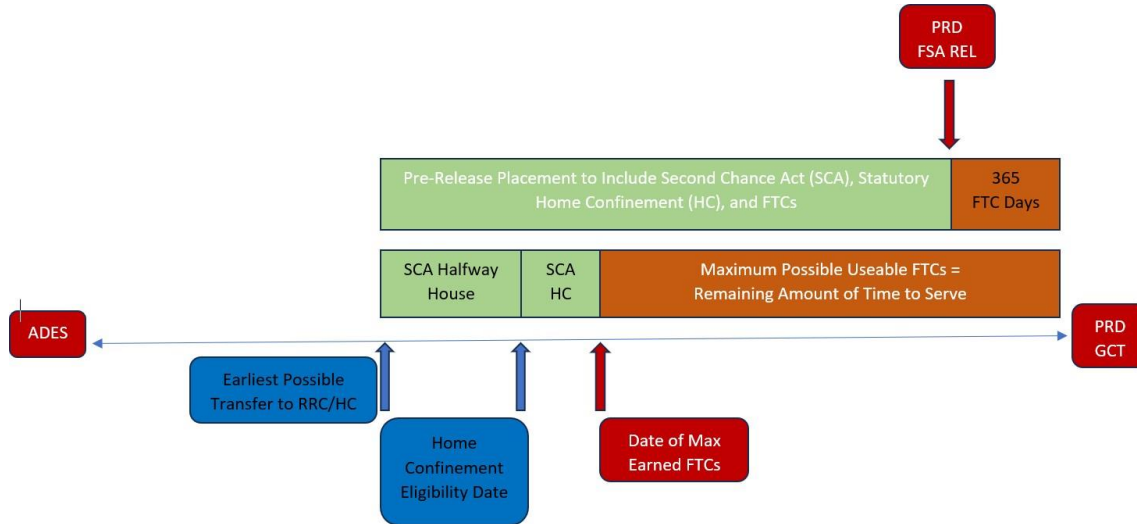 PRD
FSA REL
Pre-Release Placement to Include Second Chance Act (SCA), Statutory
Home Confinement (HC), and FTCs
365
FTC Days
SCA Halfway
House
SCA
HC
Maximum Possible Useable FTCs =
Remaining Amount of Time to Serve
ADES
PRD
GCT
Earliest Possible
Transfer to RRC/HC
Home
Confinement
Eligibility Date
Date of Max
Earned FTCs